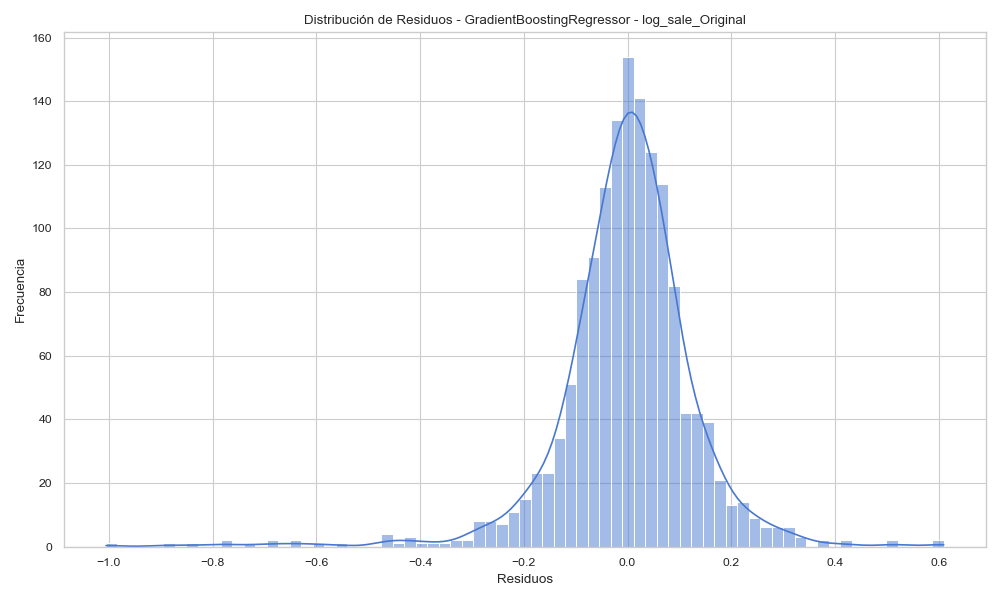 Distribución de Residuos - GradientBoostingRegressor - log_sale_Original
160
140
120
100
80
60
40
20
0
Frecuencia
−1.0 −0.8 −0.6 −0.4 −0.2 0.0 0.2 0.4 0.6
Residuos